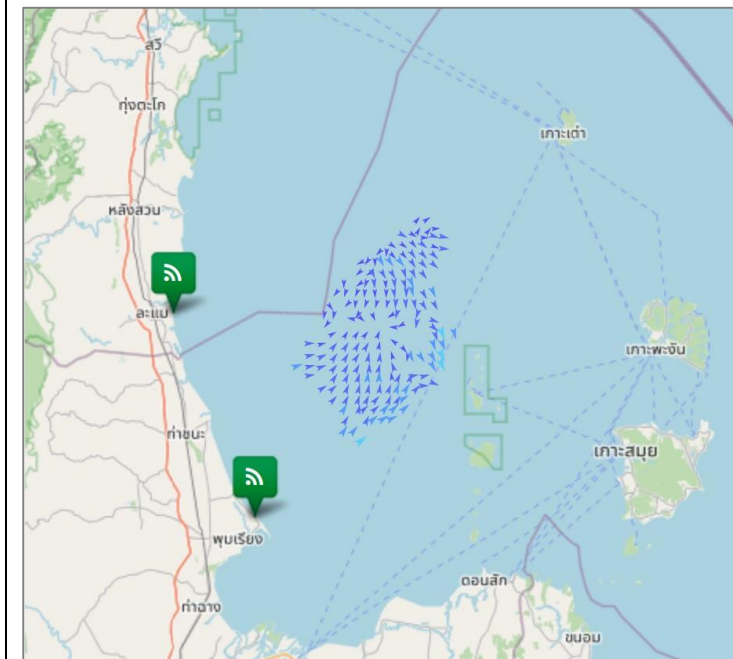 สวี
ทุ่งตะโก
เกาะเต่า
หลังสวน
ละแม
เกาะพะงัน
ท่าชนะ
เกาะสมุย
พุมเรียง
ดอนสัก
ท่าฉาง
ขนอม